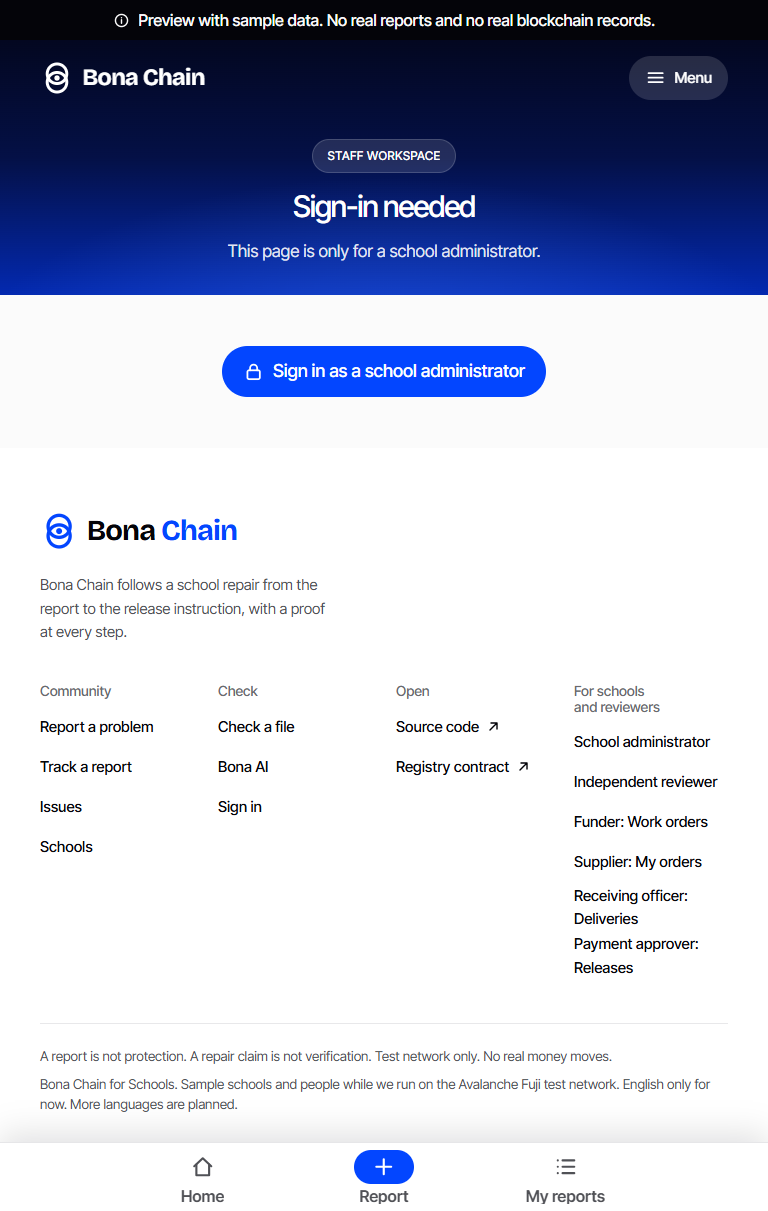 Preview with sample data. No real reports and no real blockchain records.
Bona Chain
Menu
STAFF WORKSPACE
Sign-in needed
This page is only for a school administrator.
Sign in as a school administrator
Bona Chain
Bona Chain follows a school repair from the
report to the release instruction, with a proof
at every step.
Community
Report a problem
Track a report
Issues
Schools
Check
Check a file
Bona AI
Sign in
Open
Source code
Registry contract
For schools
and reviewers
School administrator
Independent reviewer
Funder: Work orders
Supplier: My orders
Receiving officer:
Deliveries
Payment approver:
Releases
A report is not protection. A repair claim is not verification. Test network only. No real money moves.
Bona Chain for Schools. Sample schools and people while we run on the Avalanche Fuji test network. English only for
now. More languages are planned.
Home
Report
My reports